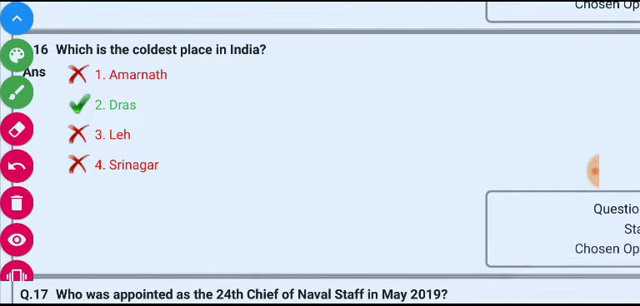 Chosen Op
16 Which is the coldest place in India?
Ans
1. Amarnath
2. Dras
3. Leh
4. Srinagar
Questio
Sta
Chosen Op
Q.17 Who was appointed as the 24th Chief of Naval Staff in May 2019?